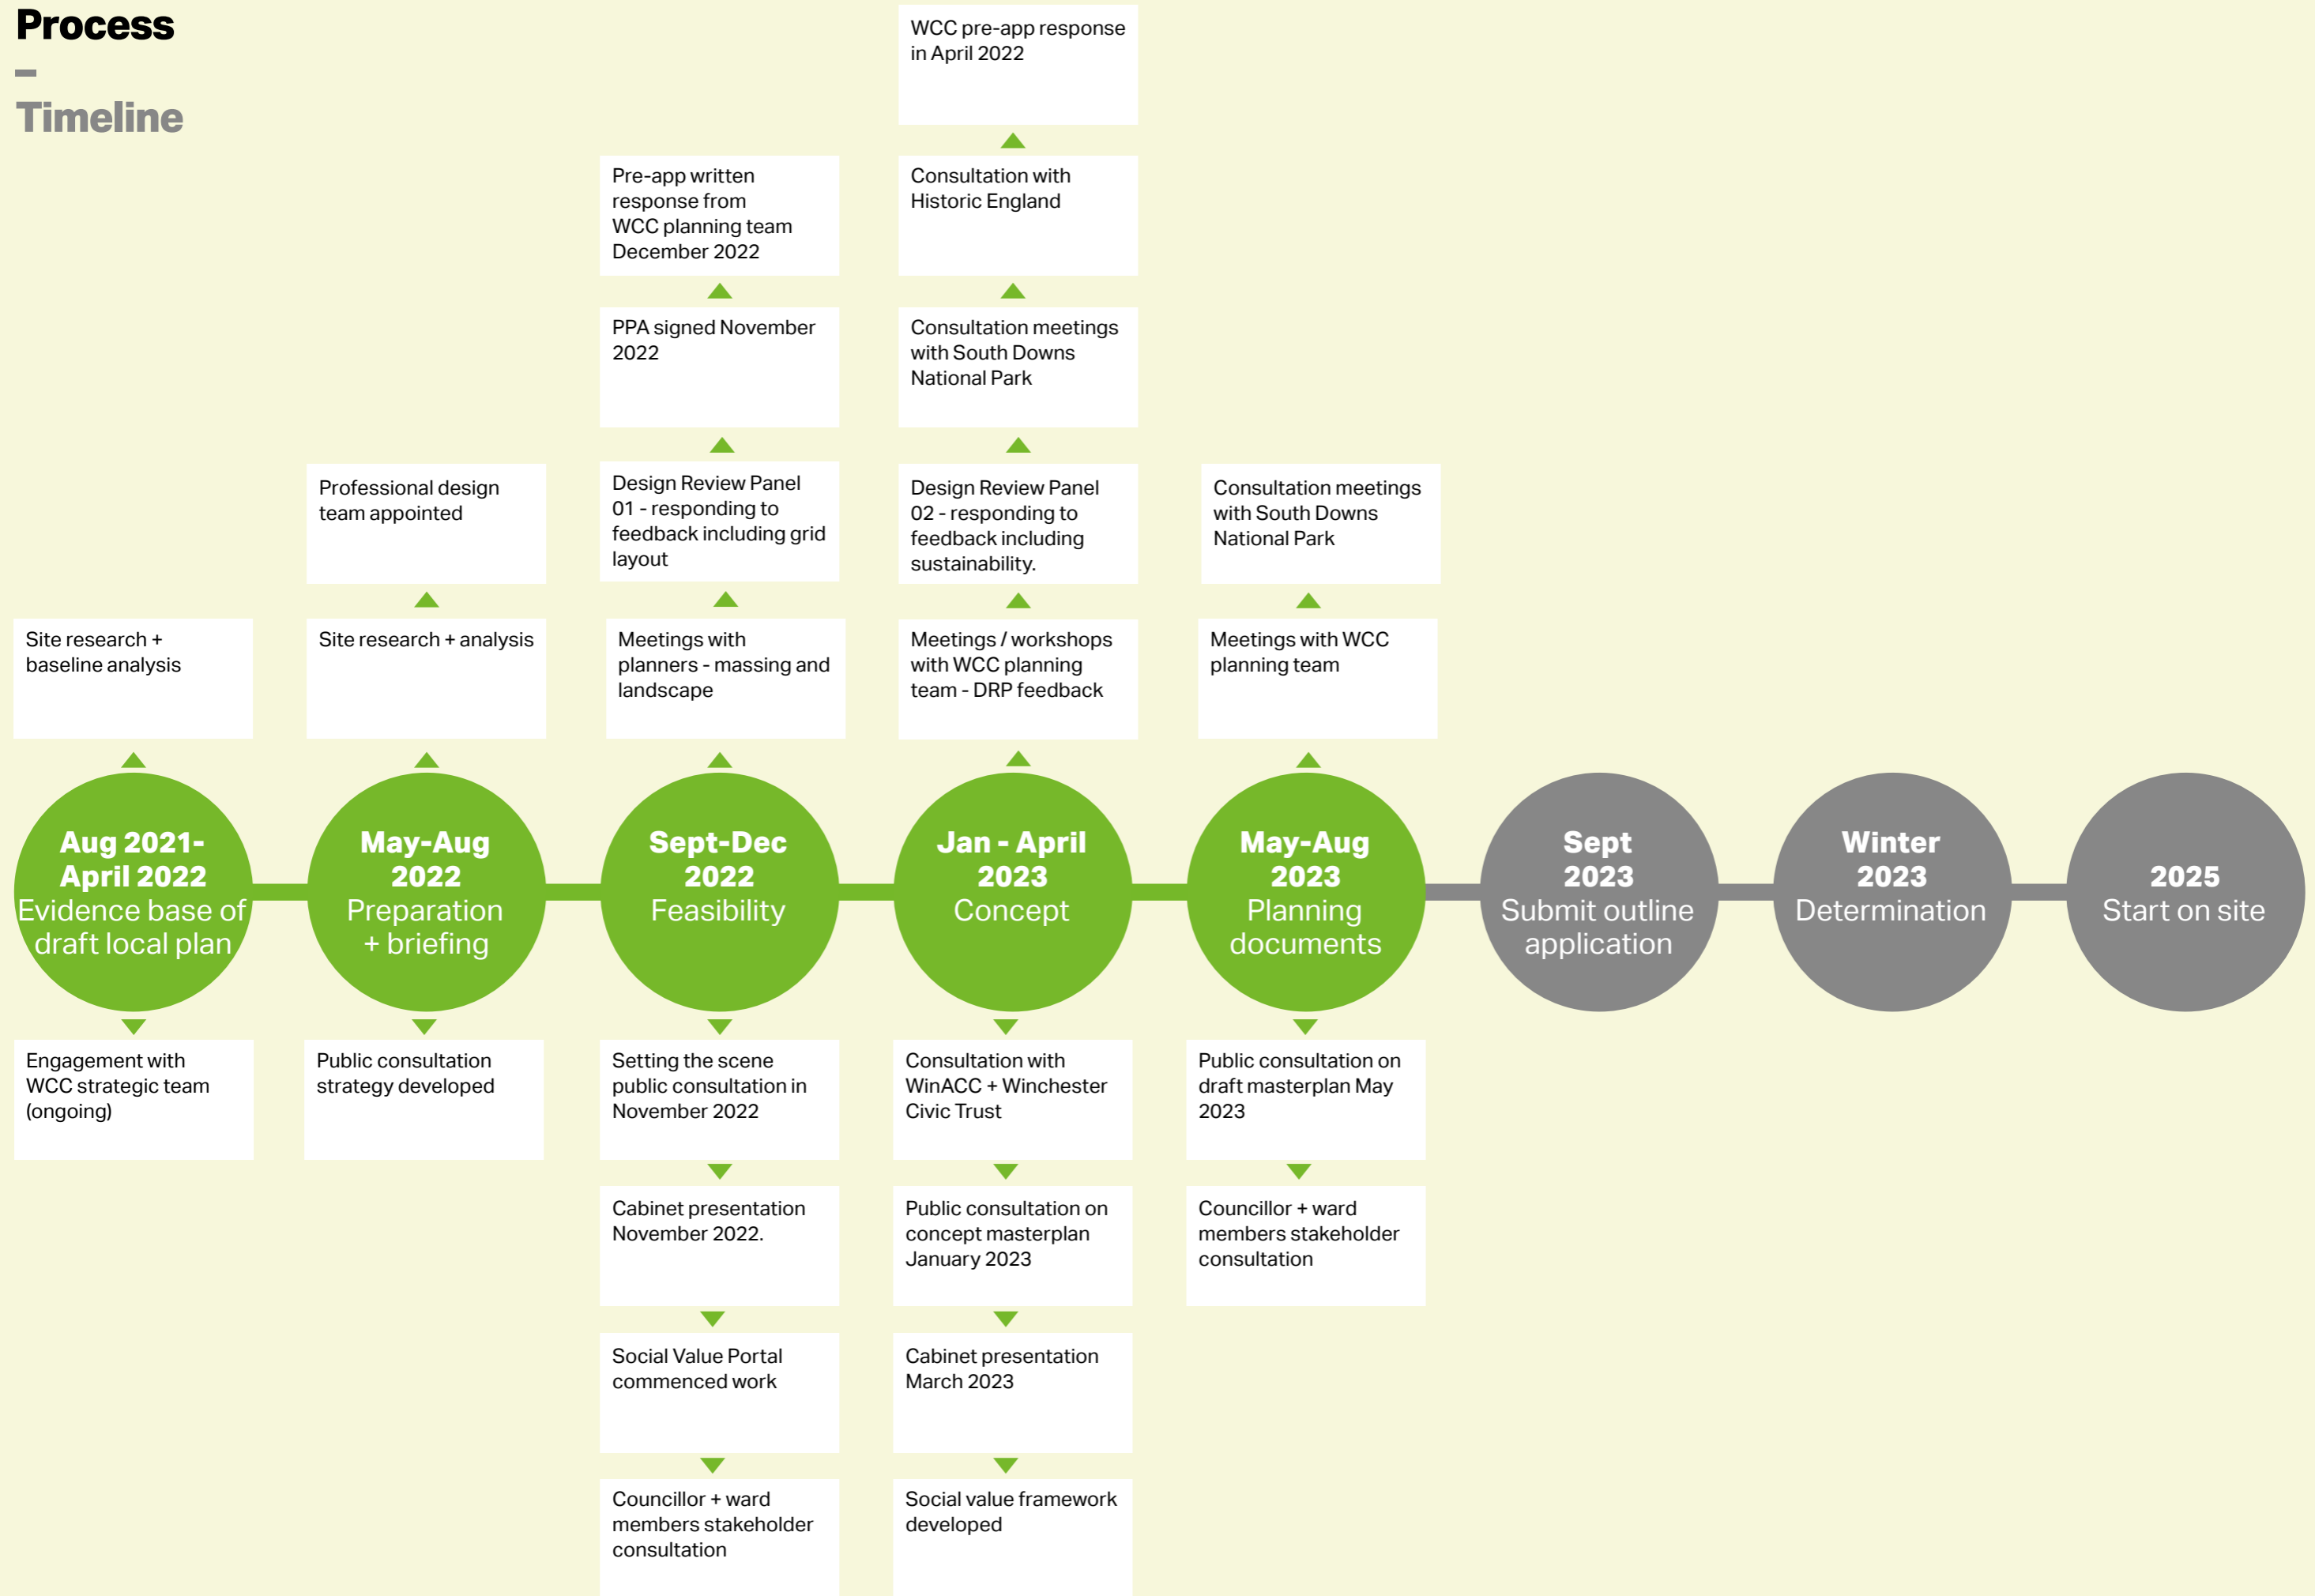 Process
–
Timeline
WCC pre-app response
in April 2022
Pre-app written
response from
WCC planning team
December 2022
Consultation with
Historic England
PPA signed November
2022
Consultation meetings
with South Downs
National Park
Professional design
team appointed
Design Review Panel
01 - responding to
feedback including grid
layout
Design Review Panel
02 - responding to
feedback including
sustainability.
Consultation meetings
with South Downs
National Park
Site research +
baseline analysis
Site research + analysis
Meetings with
planners - massing and
landscape
Meetings / workshops
with WCC planning
team - DRP feedback
Meetings with WCC
planning team
Aug 2021-
April 2022
Evidence base of
draft local plan
May-Aug
2022
Preparation
+ briefing
Sept-Dec
2022
Feasibility
Jan - April
2023
Concept
May-Aug
2023
Planning
documents
Sept
2023
Submit outline
application
Winter
2023
Determination
2025
Start on site
Engagement with
WCC strategic team
(ongoing)
Public consultation
strategy developed
Setting the scene
public consultation in
November 2022
Consultation with
WinACC + Winchester
Civic Trust
Public consultation on
draft masterplan May
2023
Cabinet presentation
November 2022.
Public consultation on
concept masterplan
January 2023
Councillor + ward
members stakeholder
consultation
Social Value Portal
commenced work
Cabinet presentation
March 2023
Councillor + ward
members stakeholder
consultation
Social value framework
developed